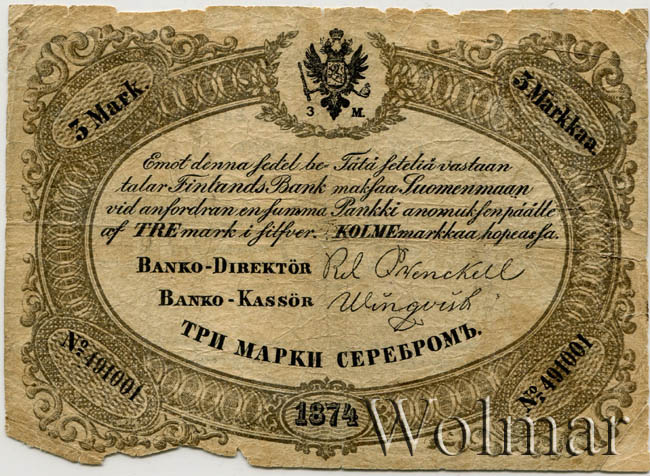 3 Mark.
3 Markkaa.
3 M.
Emot denna sedel be-
talar Finlands Bank
vid anfordran en summa
af TRE mark i silfver.
Tätä seteliä vastaan
maksaa Suomenmaan
Pankki anomuksen päälle
KOLME markkaa hopeassa.
BANKO-DIREKTÖR
BANKO-KASSÖR Winqvist
ТРИ МАРКИ СЕРЕБРОМЪ.
No. 491001
No. 491001
1874
Wolmar